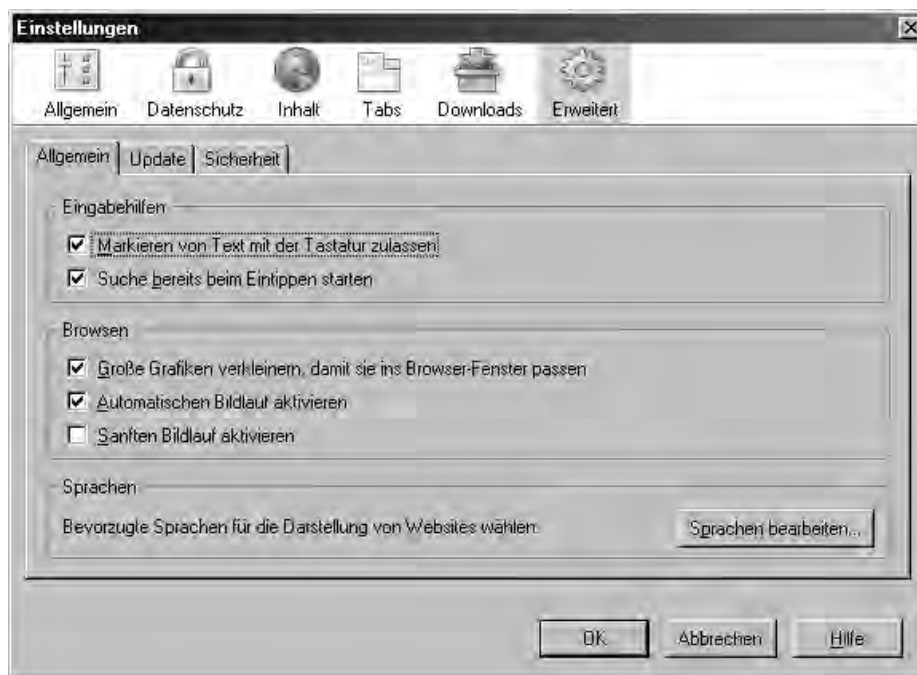 Einstellungen
Allgemein Datenschutz Inhalt Tabs Downloads Erweitert
Allgemein Update Sicherheit
Eingabehilfen
Markieren von Text mit der Tastatur zulassen
Suche bereits beim Eintippen starten
Browsen
Große Grafiken verkleinern, damit sie ins Browser-Fenster passen
Automatischen Bildlauf aktivieren
Sanften Bildlauf aktivieren
Sprachen
Bevorzugte Sprachen für die Darstellung von Websites wählen Sprachen bearbeiten...
OK Abbrechen Hilfe